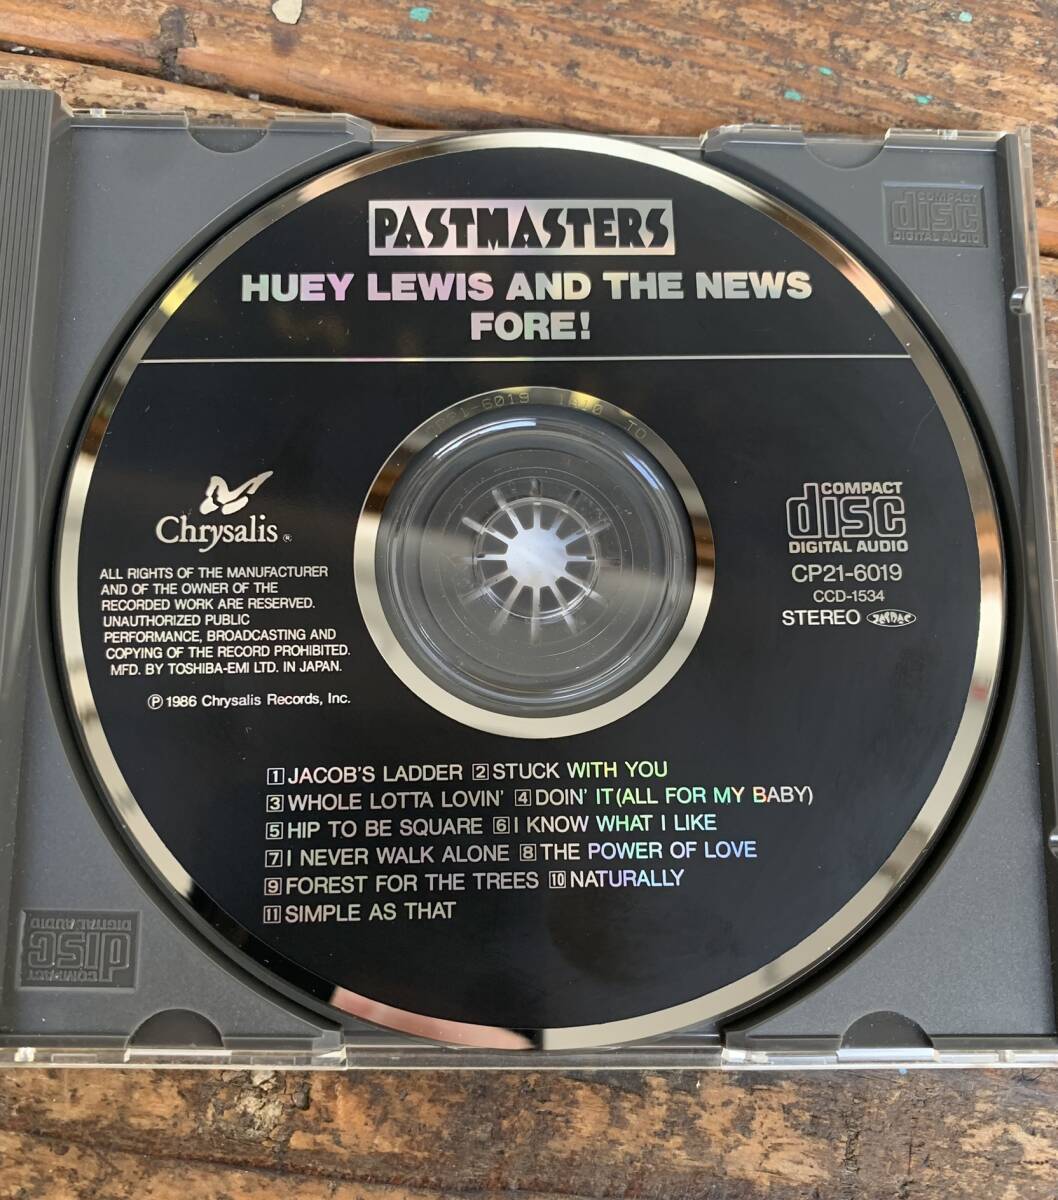 PASTMASTERS
HUEY LEWIS AND THE NEWS
FORE!
COMPACT
disc
DIGITAL AUDIO
Chrysalis®
ALL RIGHTS OF THE MANUFACTURER
AND OF THE OWNER OF THE
RECORDED WORK ARE RESERVED.
UNAUTHORIZED PUBLIC
PERFORMANCE, BROADCASTING AND
COPYING OF THE RECORD PROHIBITED.
MFD. BY TOSHIBA-EMI LTD. IN JAPAN.
Ⓟ 1986 Chrysalis Records, Inc.
COMPACT
disc
DIGITAL AUDIO
CP21-6019
CCD-1534
STEREO JASRAC
1 JACOB'S LADDER 2 STUCK WITH YOU
3 WHOLE LOTTA LOVIN' 4 DOIN' IT (ALL FOR MY BABY)
5 HIP TO BE SQUARE 6 I KNOW WHAT I LIKE
7 I NEVER WALK ALONE 8 THE POWER OF LOVE
9 FOREST FOR THE TREES 10 NATURALLY
11 SIMPLE AS THAT
COMPACT
disc
DIGITAL AUDIO